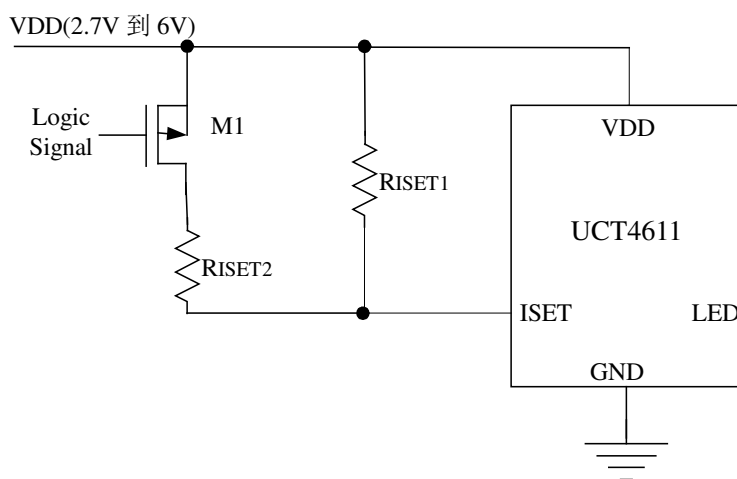 VDD(2.7V 到 6V)
Logic
Signal
M1
RISET1
RISET2
VDD
UCT4611
ISET
LED
GND